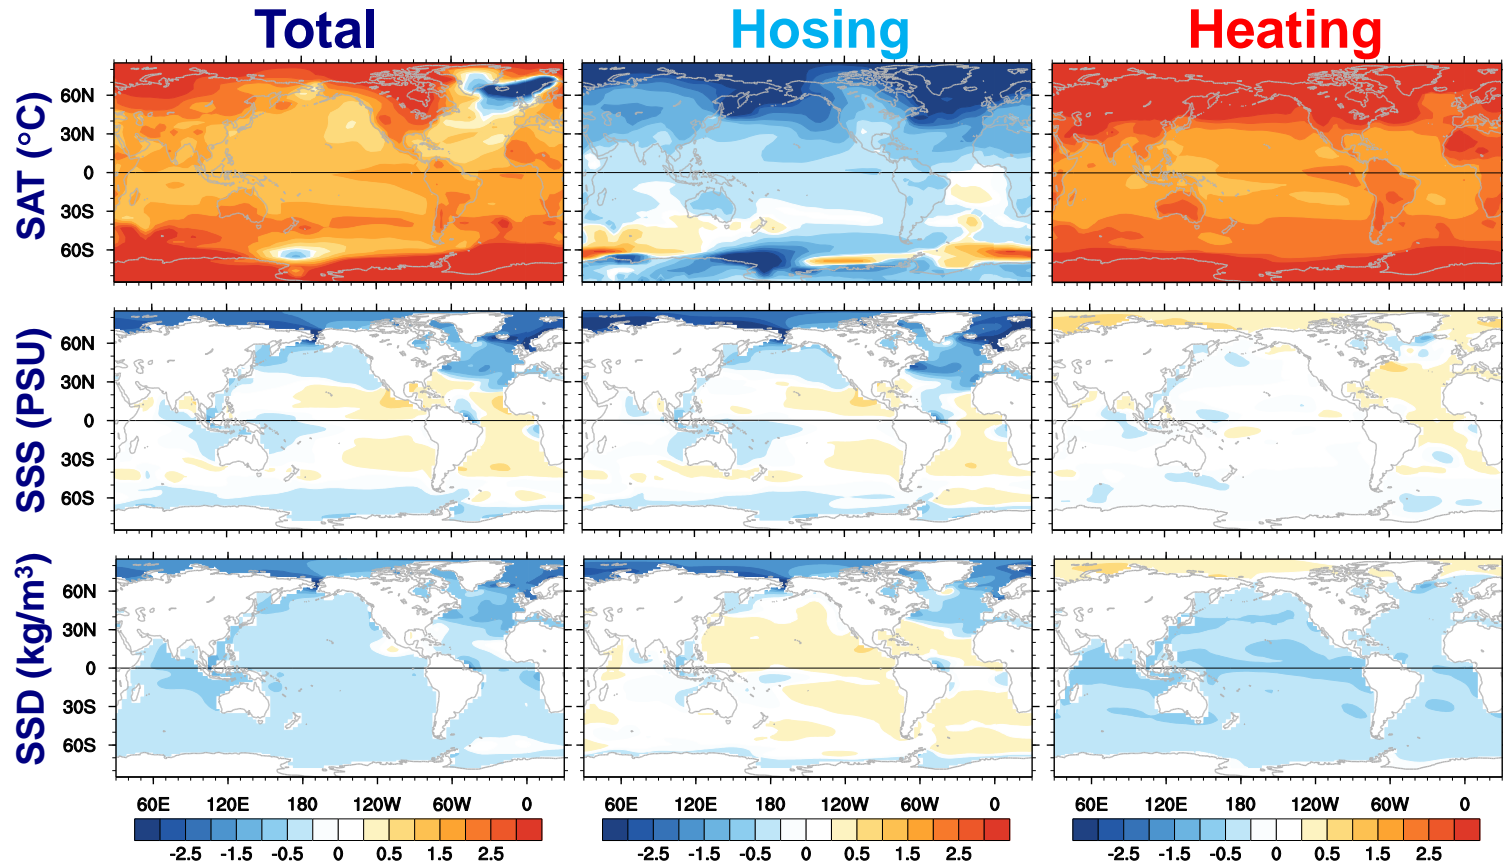 Total Hosing Heating
SAT (°C)
60N
30N
0
30S
60S
SSS (PSU)
60N
30N
0
30S
60S
SSD (kg/m³)
60N
30N
0
30S
60S
60E 120E 180 120W 60W 0 60E 120E 180 120W 60W 0 60E 120E 180 120W 60W 0
-2.5 -1.5 -0.5 0 0.5 1.5 2.5 -2.5 -1.5 -0.5 0 0.5 1.5 2.5 -2.5 -1.5 -0.5 0 0.5 1.5 2.5